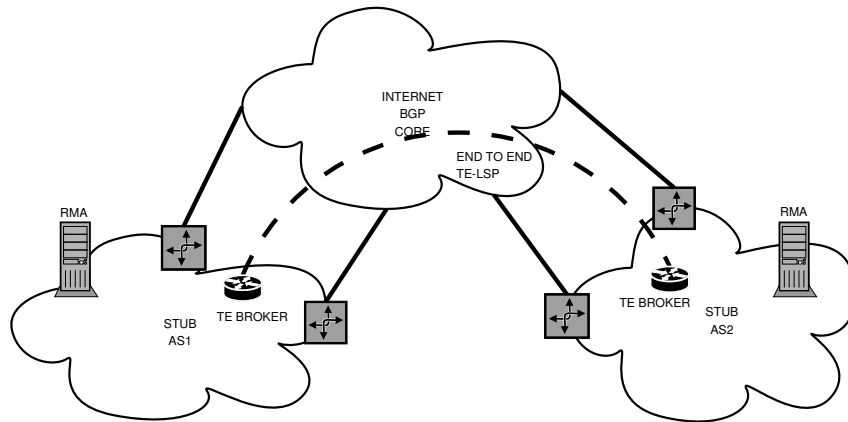 INTERNET
BGP
CORE
END TO END
TE-LSP
RMA
RMA
TE BROKER
TE BROKER
STUB
AS1
STUB
AS2